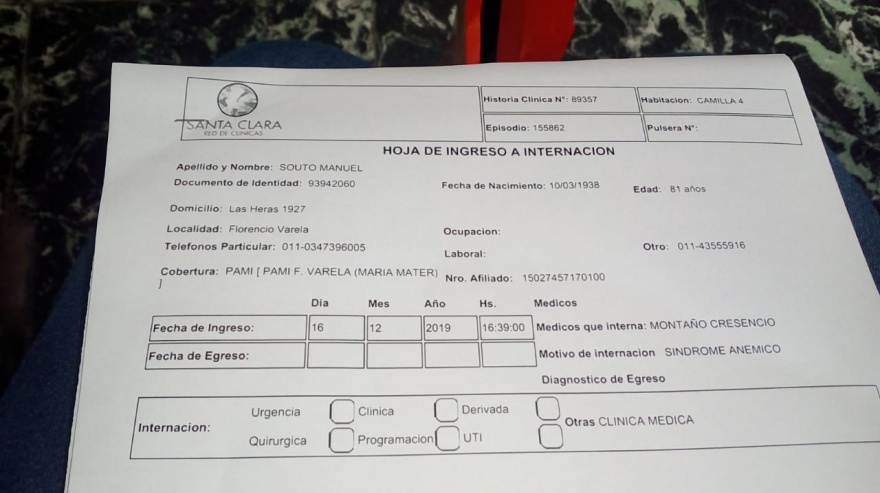 SANTA CLARA
RED DE CLINICAS
Historia Clinica N°: 89357
Habitacion: CAMILLA 4
Episodio: 155862
Pulsera N°:
HOJA DE INGRESO A INTERNACION
Apellido y Nombre: SOUTO MANUEL
Documento de Identidad: 93942060
Fecha de Nacimiento: 10/03/1938
Edad: 81 años
Domicilio: Las Heras 1927
Localidad: Florencio Varela
Ocupacion:
Telefonos Particular: 011-0347396005
Laboral:
Otro: 011-43555916
Cobertura: PAMI [ PAMI F. VARELA (MARIA MATER)
]
Nro. Afiliado: 15027457170100
Dia Mes Año Hs. Medicos
Fecha de Ingreso: 16 12 2019 16:39:00 Medicos que interna: MONTAÑO CRESENCIO
Fecha de Egreso: Motivo de internacion SINDROME ANEMICO
Diagnostico de Egreso
Internacion:
Urgencia Clinica Derivada
Quirurgica Programacion UTI
Otras CLINICA MEDICA